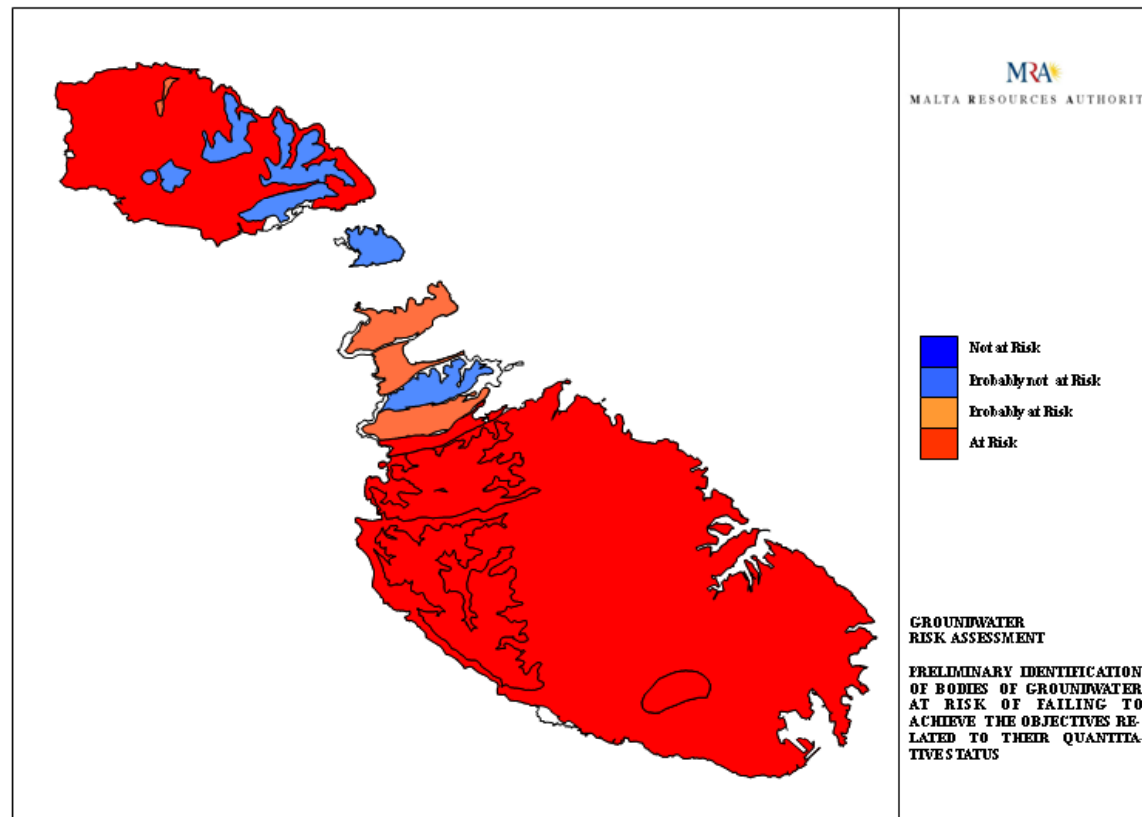 MRA
MALTA RESOURCES AUTHORIT
Not at Risk
Probably not at Risk
Probably at Risk
At Risk
GROUNDWATER
RISK ASSESSMENT
PRELIMINARY IDENTIFICATION
OF BODIES OF GROUNDWATER
AT RISK OF FAILING TO
ACHIEVE THE OBJECTIVES RE-
LATED TO THEIR QUANTITA-
TIVE STATUS